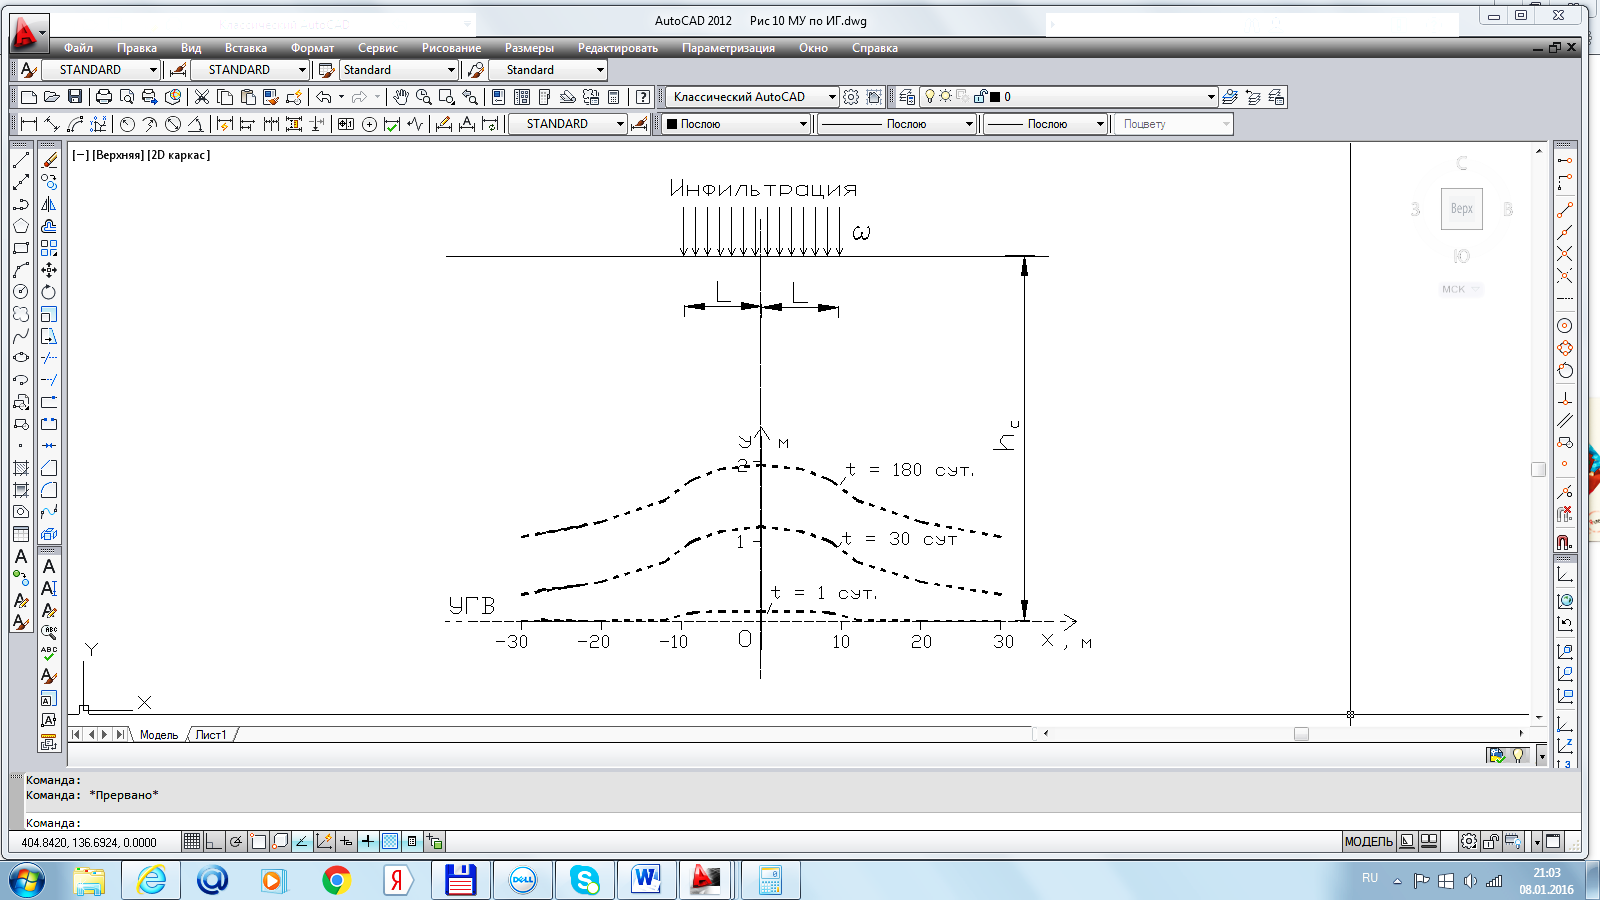 AutoCAD 2012 Рис 10 МУ по ИГ.dwg
Файл Правка Вид Вставка Формат Сервис Рисование Размеры Редактировать Параметризация Окно Справка
STANDARD STANDARD Standard Standard
Классический AutoCAD 0
STANDARD Послою Послою Послою Поцвету
[−] [Верхняя] [2D каркас]
С
З Верх В
Ю
МСК
Инфильтрация
ω
L L
hс
У м
2
t = 180 сут.
1
t = 30 сут
t = 1 сут.
УГВ
-30 -20 -10 0 10 20 30 X , м
Y
X
Модель Лист1
Команда:
Команда: *Прервано*
Команда:
404.8420, 136.6924, 0.0000 МОДЕЛЬ
RU
21:03
08.01.2016